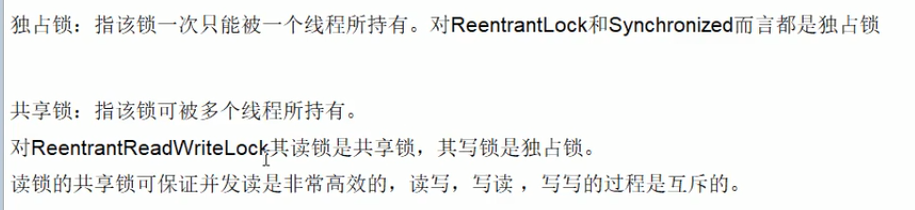 独占锁：指该锁一次只能被一个线程所持有。对ReentrantLock和Synchronized而言都是独占锁
共享锁：指该锁可被多个线程所持有。
对ReentrantReadWriteLock其读锁是共享锁，其写锁是独占锁。
读锁的共享锁可保证并发读是非常高效的，读写，写读 ，写写的过程是互斥的。